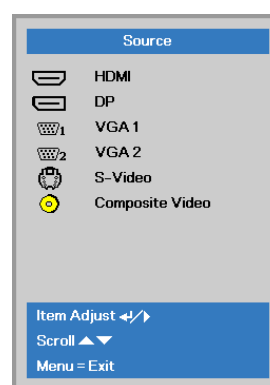 Source
HDMI
DP
1 VGA 1
2 VGA 2
S-Video
Composite Video
Item Adjust ↵/▶
Scroll ▲▼
Menu = Exit